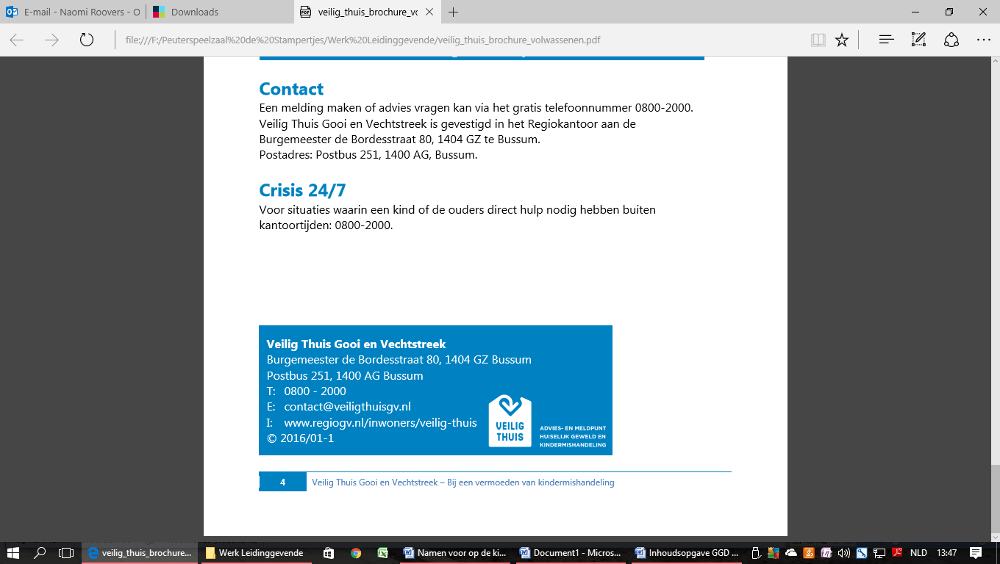 E-mail - Naomi Roovers - O
Downloads
veilig_thuis_brochure_vo
file:///F:/Peuterspeelzaal%20de%20Stampertjes/Werk%20Leidinggevende/veilig_thuis_brochure_volwassenen.pdf
Contact
Een melding maken of advies vragen kan via het gratis telefoonnummer 0800-2000.
Veilig Thuis Gooi en Vechtstreek is gevestigd in het Regiokantoor aan de
Burgemeester de Bordesstraat 80, 1404 GZ te Bussum.
Postadres: Postbus 251, 1400 AG, Bussum.
Crisis 24/7
Voor situaties waarin een kind of de ouders direct hulp nodig hebben buiten
kantoortijden: 0800-2000.
Veilig Thuis Gooi en Vechtstreek
Burgemeester de Bordesstraat 80, 1404 GZ Bussum
Postbus 251, 1400 AG Bussum
T: 0800 - 2000
E: contact@veiligthuisgv.nl
I: www.regiogv.nl/inwoners/veilig-thuis
© 2016/01-1
VEILIG
THUIS
ADVIES- EN MELDPUNT
HUISELIJK GEWELD EN
KINDERMISHANDELING
4
Veilig Thuis Gooi en Vechtstreek – Bij een vermoeden van kindermishandeling
veilig_thuis_brochure...
Werk Leidinggevende
Namen voor op de ki...
Document1 - Micros...
Inhoudsopgave GGD ...
NLD
13:47